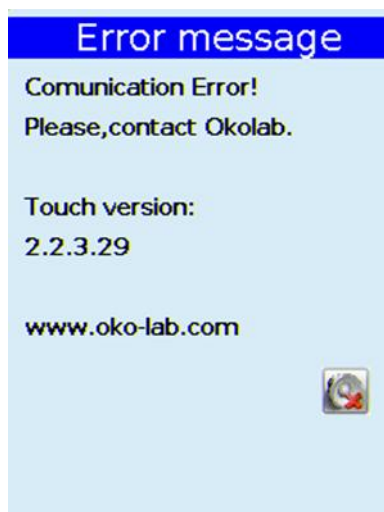 Error message
Comunication Error!
Please,contact Okolab.
Touch version:
2.2.3.29
www.oko-lab.com